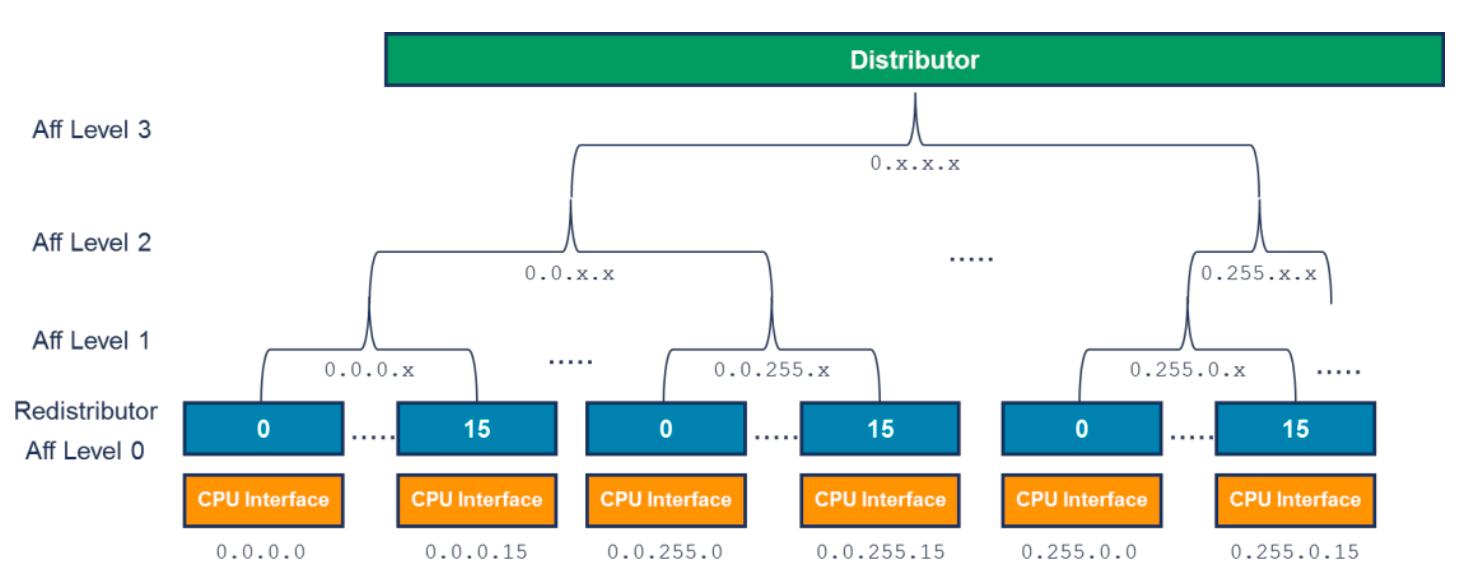 Distributor
Aff Level 3
0.x.x.x
Aff Level 2
0.0.x.x
.....
0.255.x.x
Aff Level 1
0.0.0.x
.....
0.0.255.x
0.255.0.x
.....
Redistributor
Aff Level 0
0 ..... 15 0 ..... 15 0 ..... 15
CPU Interface CPU Interface CPU Interface CPU Interface CPU Interface CPU Interface
0.0.0.0 0.0.0.15 0.0.255.0 0.0.255.15 0.255.0.0 0.255.0.15